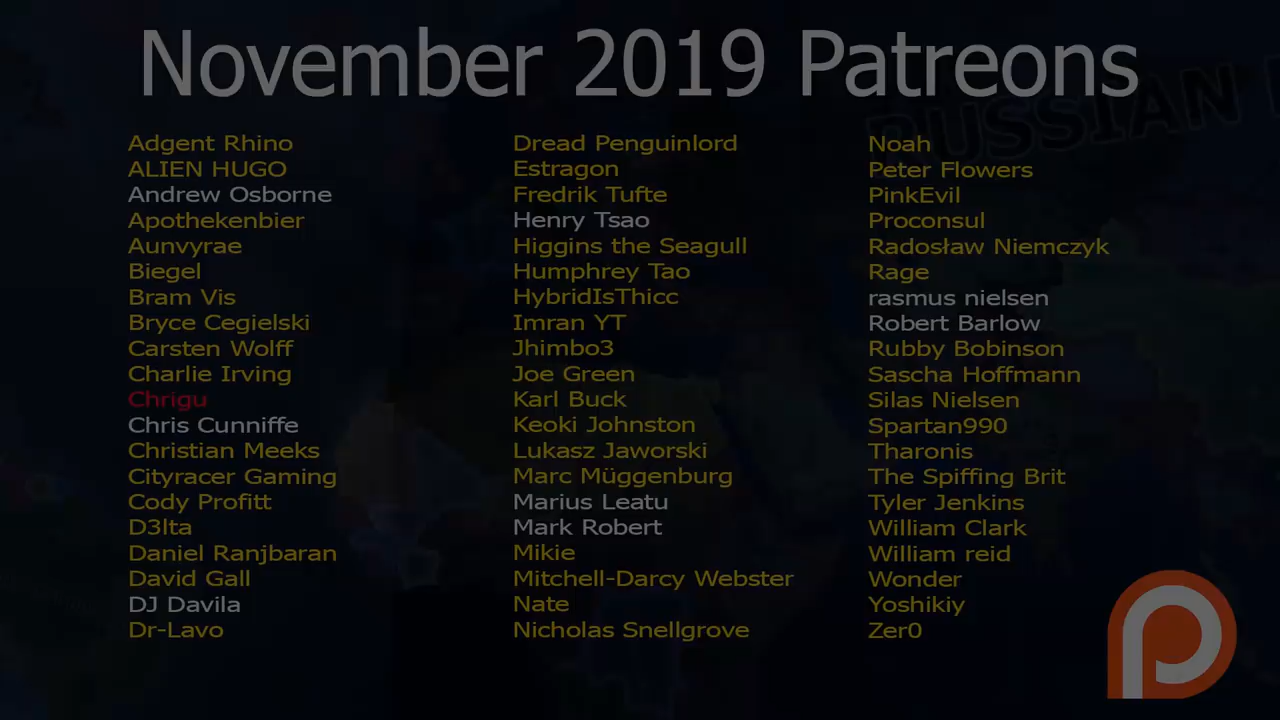 November 2019 Patreons
RUSSIAN
Adgent Rhino
ALIEN HUGO
Andrew Osborne
Apothekenbier
Aunvyrae
Biegel
Bram Vis
Bryce Cegielski
Carsten Wolff
Charlie Irving
Chrigu
Chris Cunniffe
Christian Meeks
Cityracer Gaming
Cody Profitt
D3lta
Daniel Ranjbaran
David Gall
DJ Davila
Dr-Lavo
Dread Penguinlord
Estragon
Fredrik Tufte
Henry Tsao
Higgins the Seagull
Humphrey Tao
HybridIsThicc
Imran YT
Jhimbo3
Joe Green
Karl Buck
Keoki Johnston
Lukasz Jaworski
Marc Müggenburg
Marius Leatu
Mark Robert
Mikie
Mitchell-Darcy Webster
Nate
Nicholas Snellgrove
Noah
Peter Flowers
PinkEvil
Proconsul
Radosław Niemczyk
Rage
rasmus nielsen
Robert Barlow
Rubby Bobinson
Sascha Hoffmann
Silas Nielsen
Spartan990
Tharonis
The Spiffing Brit
Tyler Jenkins
William Clark
William reid
Wonder
Yoshikiy
Zer0